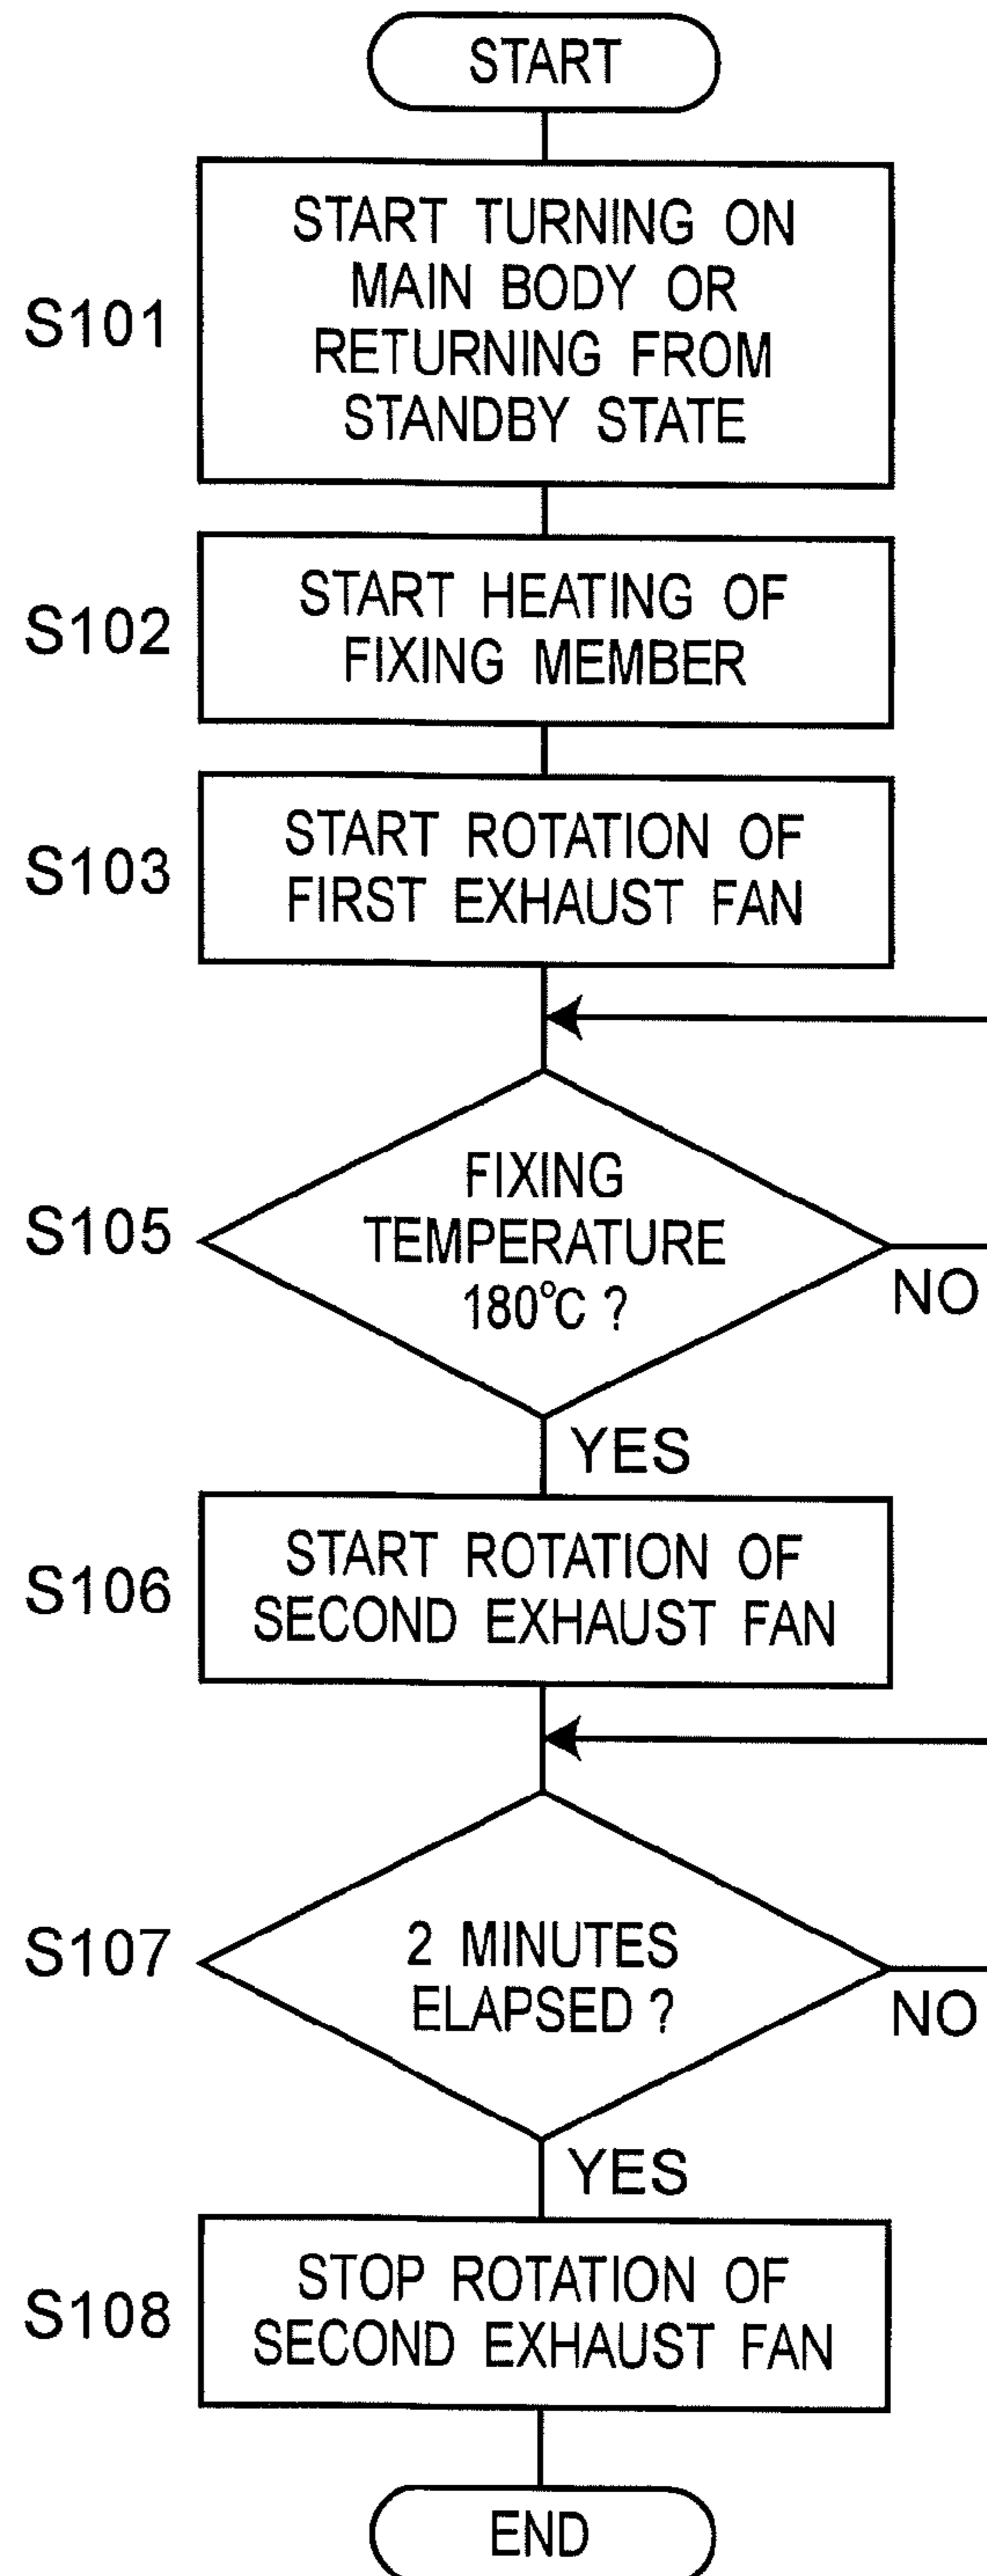 START
S101
START TURNING ON
MAIN BODY OR
RETURNING FROM
STANDBY STATE
S102
START HEATING OF
FIXING MEMBER
S103
START ROTATION OF
FIRST EXHAUST FAN
S105
FIXING
TEMPERATURE
180°C ?
NO
YES
S106
START ROTATION OF
SECOND EXHAUST FAN
S107
2 MINUTES
ELAPSED ?
NO
YES
S108
STOP ROTATION OF
SECOND EXHAUST FAN
END